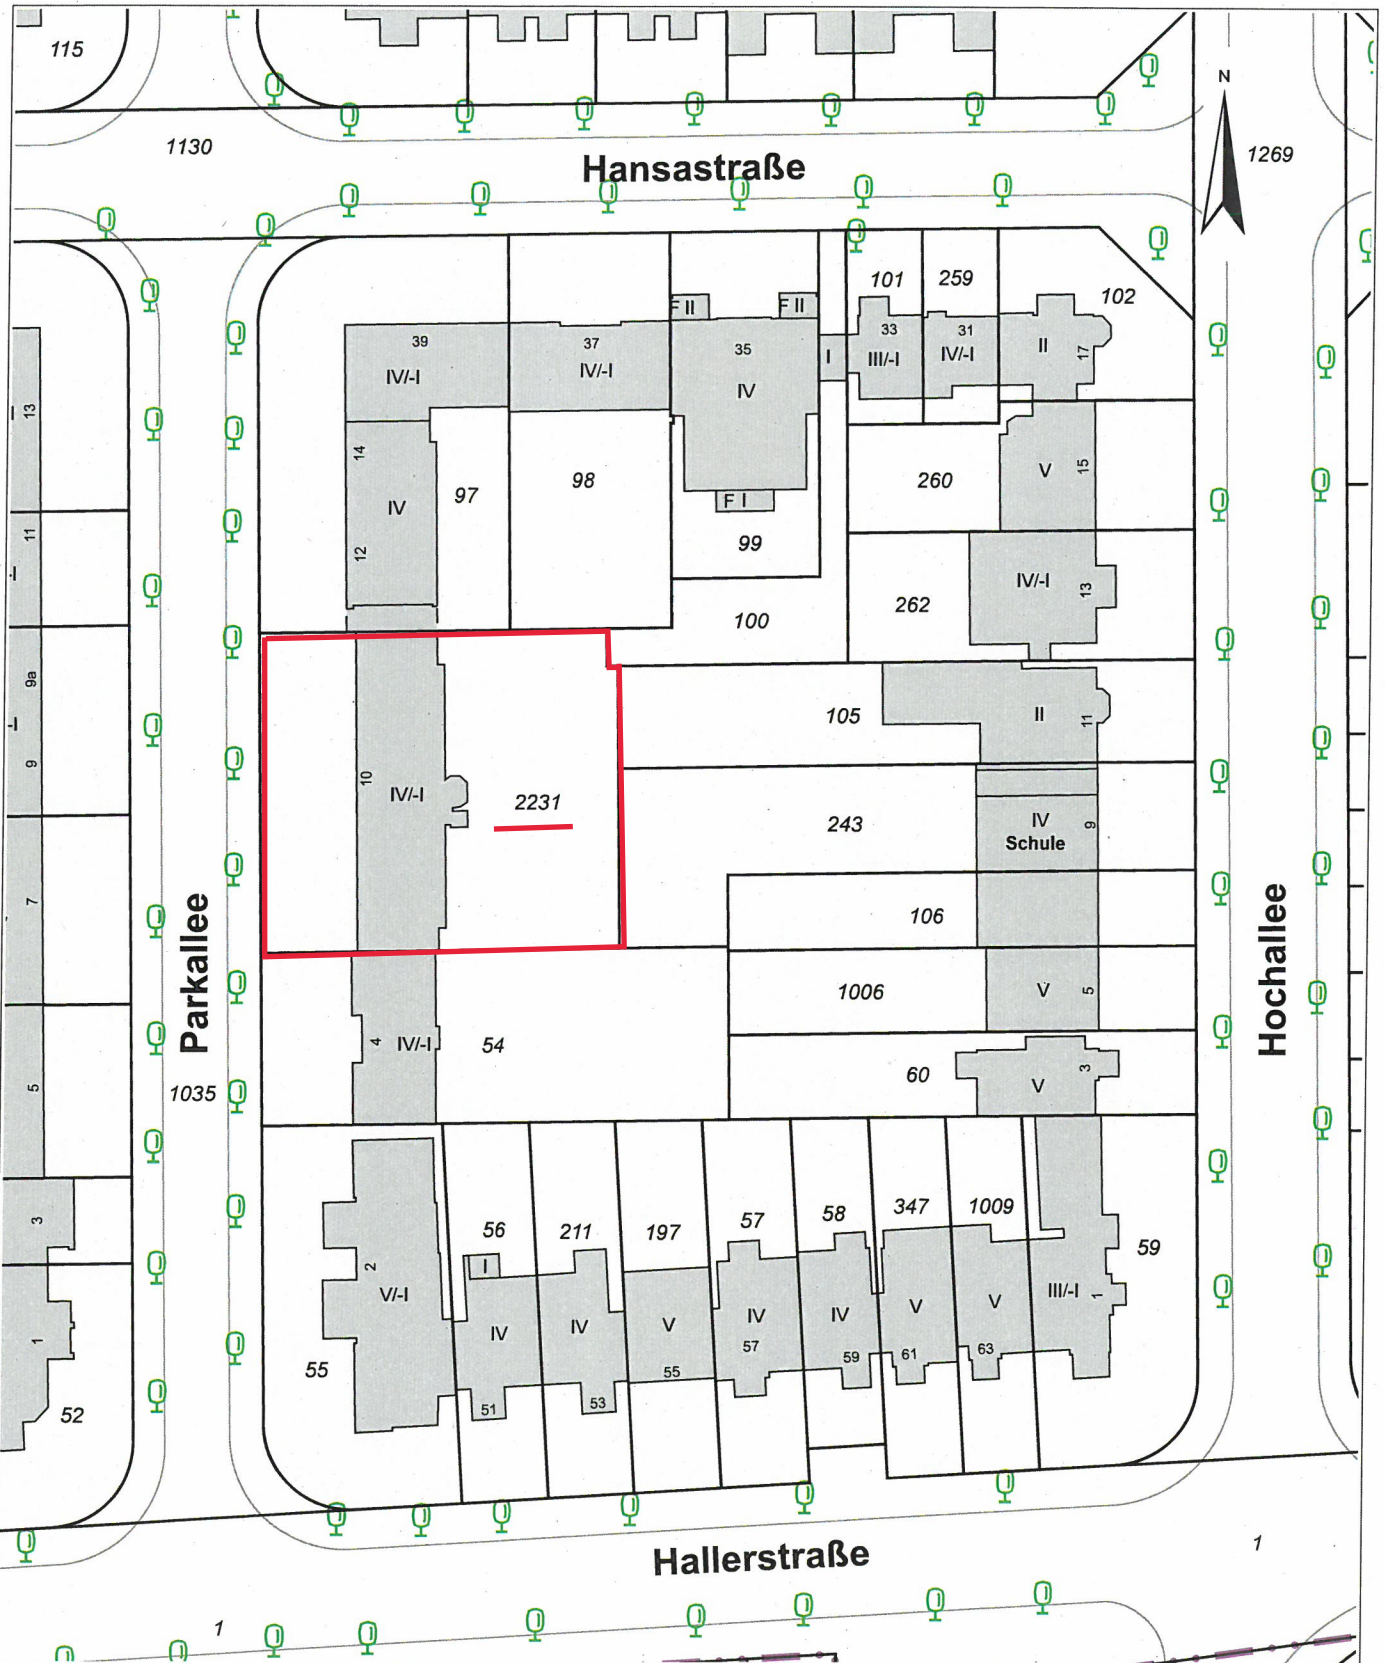 115
1130
Hansastraße
N
1269
101
259
102
F II
F II
39
IV/-I
37
IV/-I
35
IV
I
33
III/-I
31
IV/-I
II
17
13
14
IV
12
97
98
F I
99
100
260
V
15
262
IV/-I
13
11
9a
9
10
IV/-I
2231
105
II
11
243
IV
Schule
9
106
7
Parkallee
1035
Hochallee
1006
V
5
4
IV/-I
54
60
V
3
5
3
1
52
2
V/-I
55
56
I
IV
51
211
IV
53
197
V
55
57
IV
57
58
IV
59
347
V
61
1009
V
63
III/-I
1
59
Hallerstraße
1
1